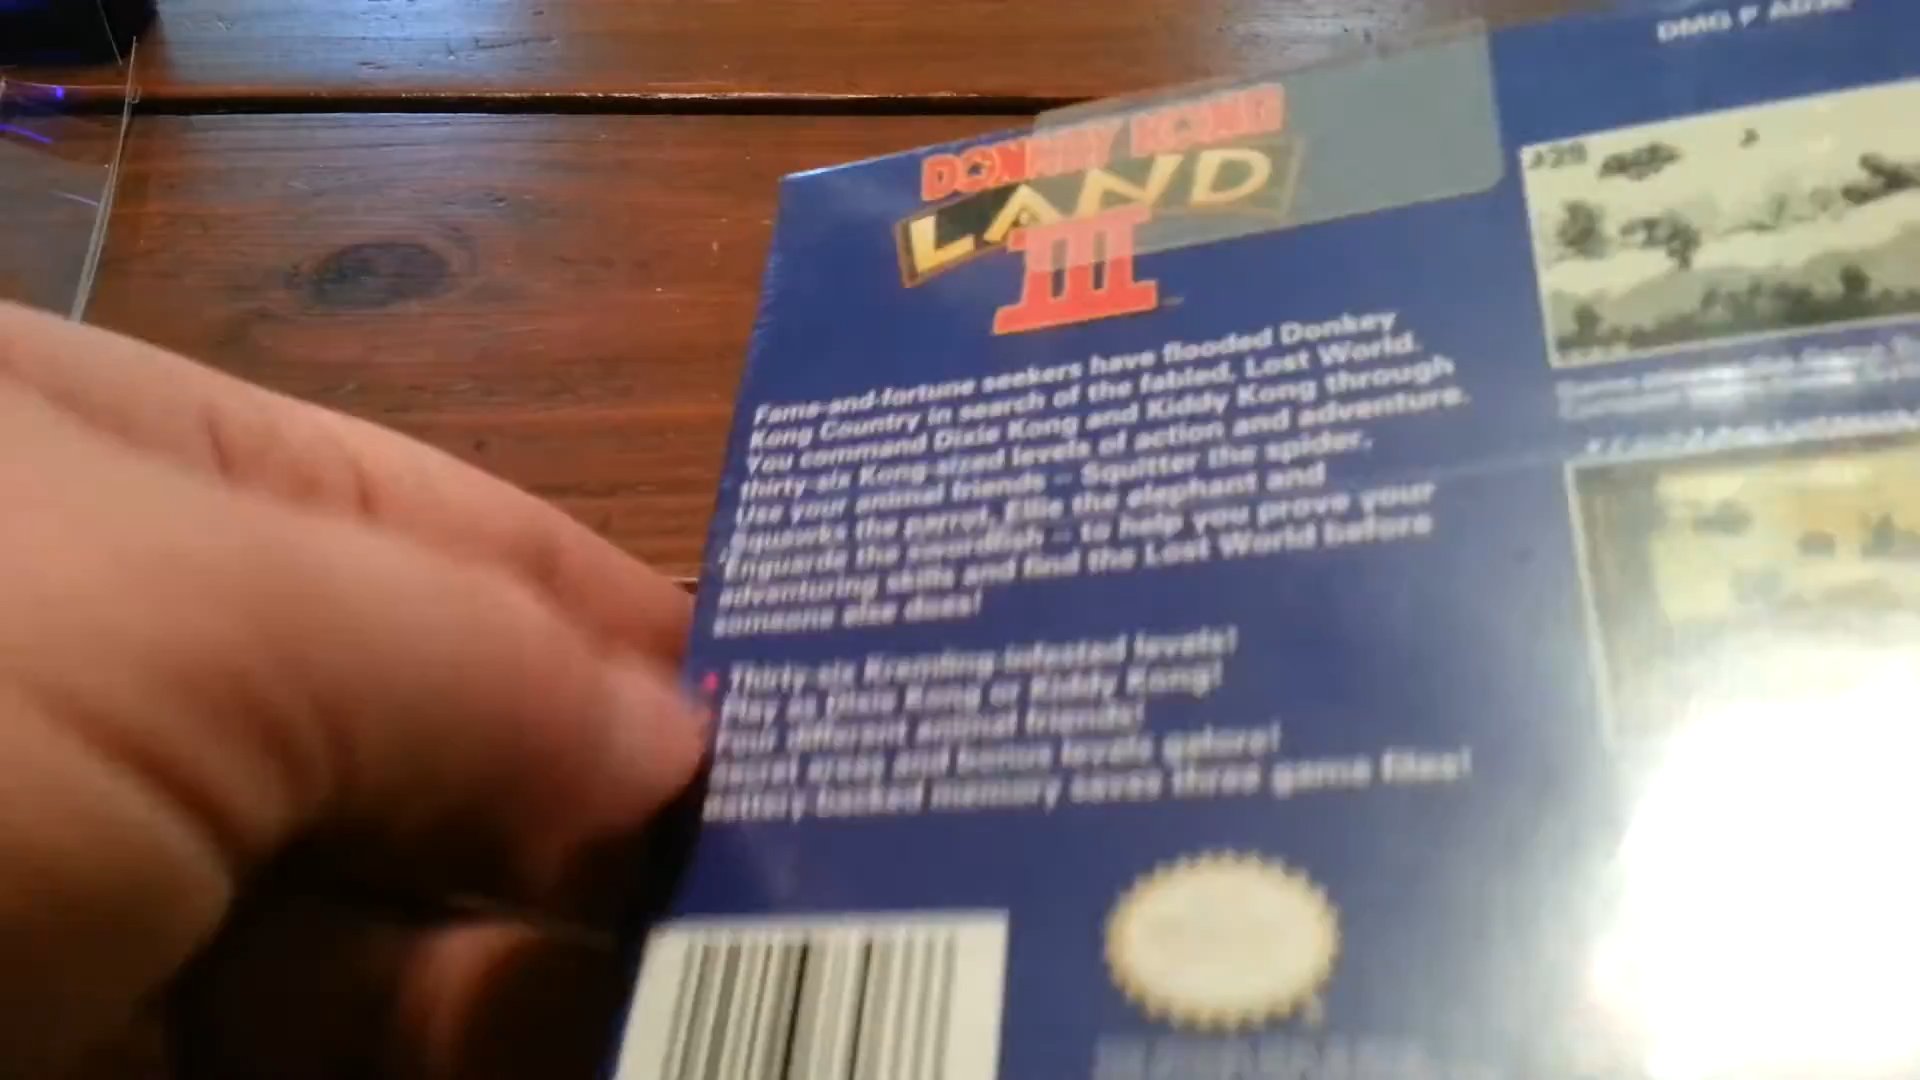 DONKEY KONG
LAND
III
Fame-and-fortune seekers have flooded Donkey
Kong Country in search of the fabled, Lost World.
You command Dixie Kong and Kiddy Kong through
thirty-six Kong-sized levels of action and adventure.
Use your animal friends – Squitter the spider,
Squawks the parrot, Ellie the elephant and
Enguarde the swordfish – to help you prove your
adventuring skills and find the Lost World before
someone else does!
Thirty-six Kremling-infested levels!
Play as Dixie Kong or Kiddy Kong!
Four different animal friends!
Secret areas and bonus levels galore!
Battery backed memory saves three game files!
DMG P